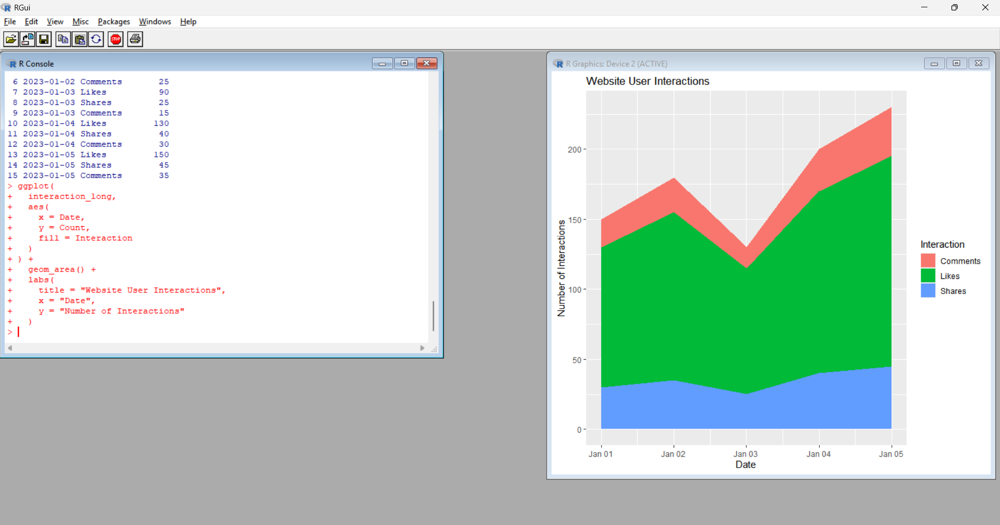 RGui
File Edit View Misc Packages Windows Help
STOP
R Console
6 2023-01-02 Comments 25
7 2023-01-03 Likes 90
8 2023-01-03 Shares 25
9 2023-01-03 Comments 15
10 2023-01-04 Likes 130
11 2023-01-04 Shares 40
12 2023-01-04 Comments 30
13 2023-01-05 Likes 150
14 2023-01-05 Shares 45
15 2023-01-05 Comments 35
> ggplot(
+   interaction_long,
+   aes(
+     x = Date,
+     y = Count,
+     fill = Interaction
+   )
+ ) +
+   geom_area() +
+   labs(
+     title = "Website User Interactions",
+     x = "Date",
+     y = "Number of Interactions"
+   )
>
R Graphics: Device 2 (ACTIVE)
Website User Interactions
Number of Interactions
200
150
100
50
0
Jan 01 Jan 02 Jan 03 Jan 04 Jan 05
Date
Interaction
Comments
Likes
Shares